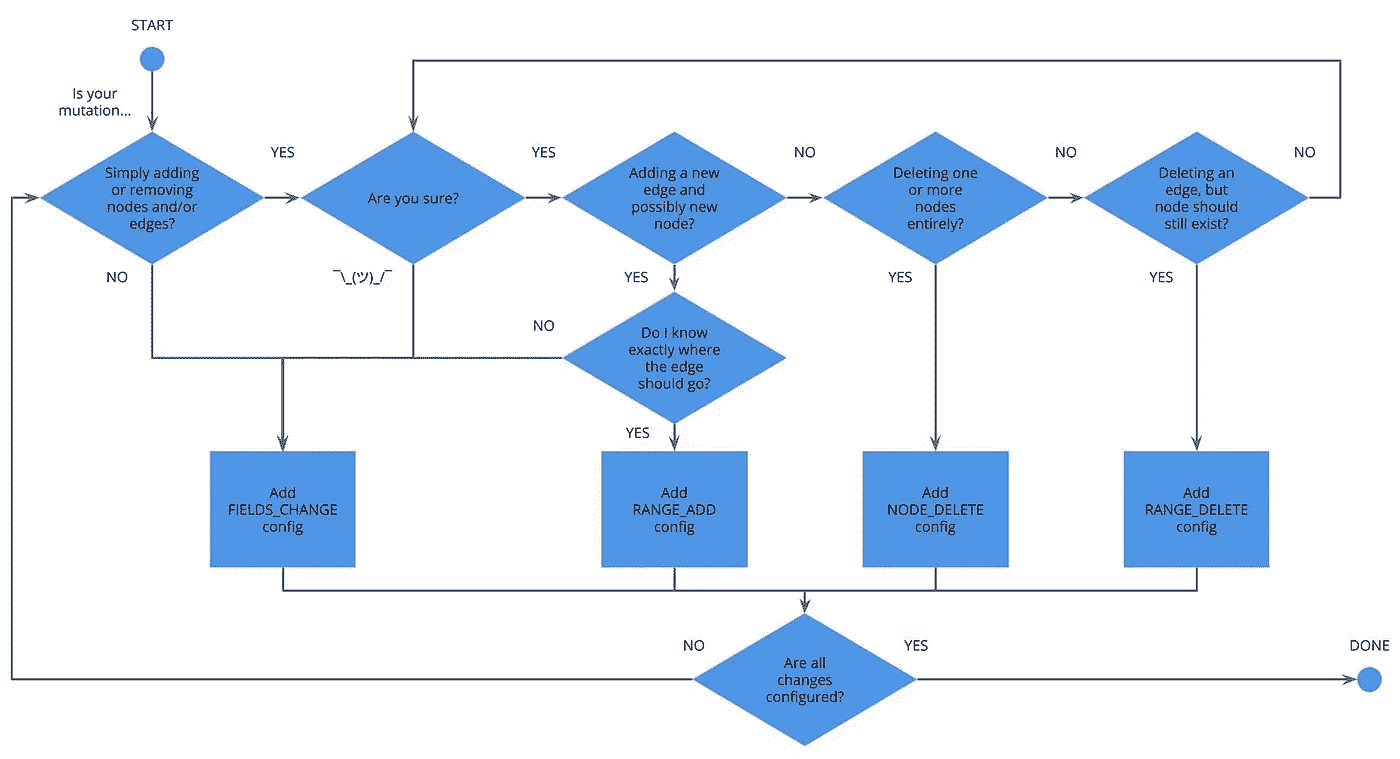 START
Is your
mutation...
Simply adding
or removing
nodes and/or
edges?
YES
NO
Are you sure?
YES
¯\_(ツ)_/¯
Adding a new
edge and
possibly new
node?
NO
YES
Deleting one
or more
nodes
entirely?
NO
YES
Deleting an
edge, but
node should
still exist?
NO
YES
Do I know
exactly where
the edge
should go?
NO
YES
Add
FIELDS_CHANGE
config
Add
RANGE_ADD
config
Add
NODE_DELETE
config
Add
RANGE_DELETE
config
Are all
changes
configured?
NO
YES
DONE